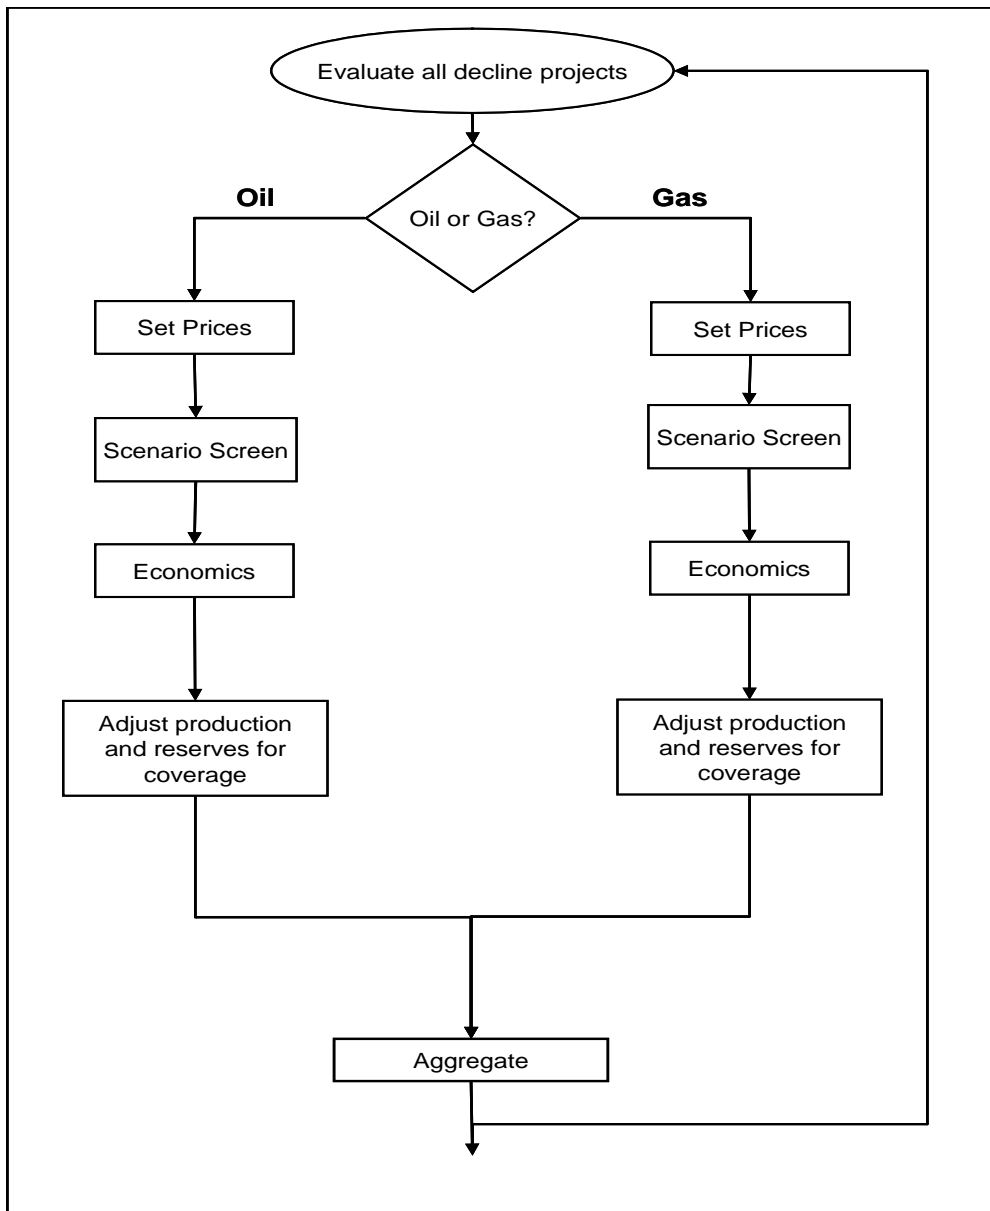 Evaluate all decline projects
Oil
Gas
Oil or Gas?
Set Prices
Set Prices
Scenario Screen
Scenario Screen
Economics
Economics
Adjust production
and reserves for
coverage
Adjust production
and reserves for
coverage
Aggregate